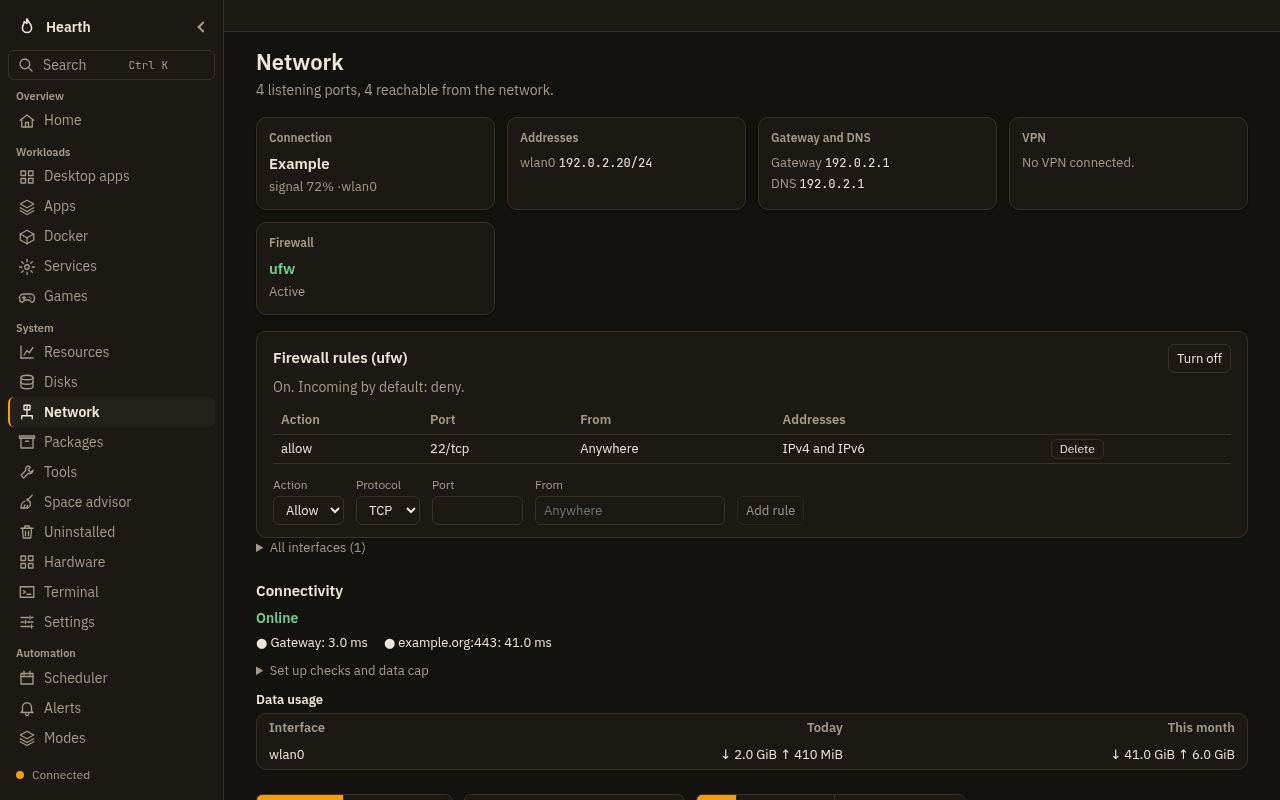 Hearth
Search Ctrl K
Overview
Home
Workloads
Desktop apps
Apps
Docker
Services
Games
System
Resources
Disks
Network
Packages
Tools
Space advisor
Uninstalled
Hardware
Terminal
Settings
Automation
Scheduler
Alerts
Modes
Connected
Network
4 listening ports, 4 reachable from the network.
Connection
Example
signal 72% ·wlan0
Addresses
wlan0 192.0.2.20/24
Gateway and DNS
Gateway 192.0.2.1
DNS 192.0.2.1
VPN
No VPN connected.
Firewall
ufw
Active
Firewall rules (ufw) Turn off
On. Incoming by default: deny.
Action Port From Addresses
allow 22/tcp Anywhere IPv4 and IPv6 Delete
Action Protocol Port From
Allow TCP Anywhere Add rule
All interfaces (1)
Connectivity
Online
Gateway: 3.0 ms example.org:443: 41.0 ms
Set up checks and data cap
Data usage
Interface Today This month
wlan0 ↓ 2.0 GiB ↑ 410 MiB ↓ 41.0 GiB ↑ 6.0 GiB